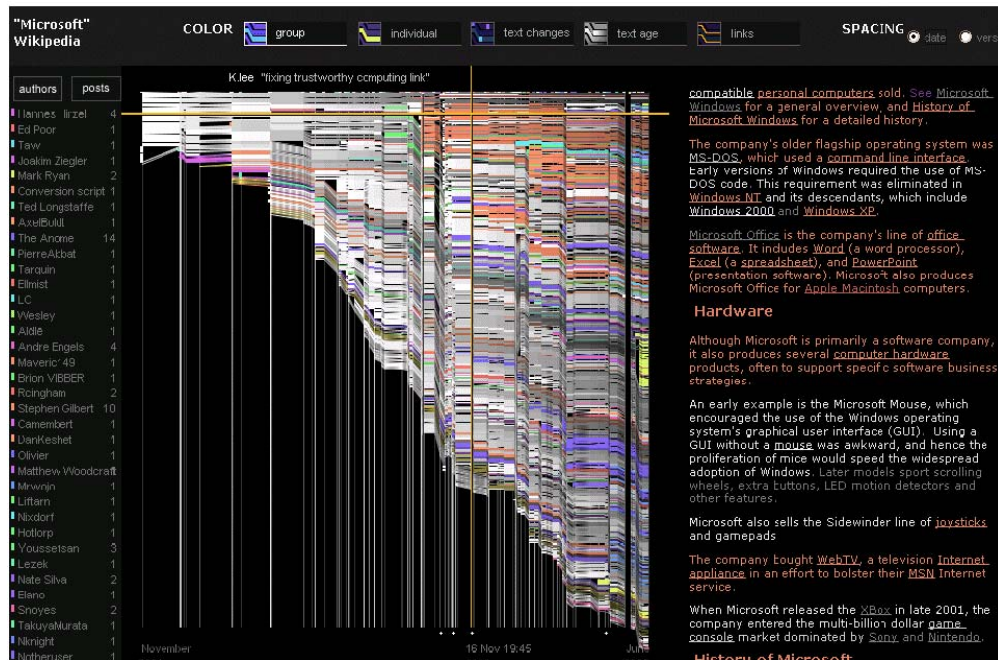 "Microsoft"
Wikipedia
COLOR
group
individual
text changes
text age
links
SPACING
date
vers
authors
posts
K.lee "fixing trustworthy computing link"
4
Ed Poor 1
Taw 1
Joakim Ziegler 1
Mark Ryan 2
Conversion script 1
Ted Longstaffe 1
1
The Anome 14
1
Tarquin 1
Ellmist 1
LC 1
Wesley 1
Aldie 1
Andre Engels 4
1
Brion VIBBER 1
Rcingham 2
Stephen Gilbert 10
Camembert 1
DanKeshet 1
Olivier 1
Matthew Woodcraft
1
Liftarn 1
Nixdorf 1
Hotlorp 1
3
Lezek 1
Nate Silva 2
1
Snoyes 2
TakuyaMurata 1
Nknight 1
Notheruser 1
November
16 Nov 19:45
June
compatible personal computers sold. See Microsoft
Windows for a general overview, and History of
Microsoft Windows for a detailed history.
The company's older flagship operating system was
MS-DOS, which used a command line interface.
Early versions of Windows required the use of MS-
DOS code. This requirement was eliminated in
Windows NT and its descendants, which include
Windows 2000 and Windows XP.
Microsoft Office is the company's line of office
software. It includes Word (a word processor),
Excel (a spreadsheet), and PowerPoint
(presentation software). Microsoft also produces
Microsoft Office for Apple Macintosh computers.
Hardware
Although Microsoft is primarily a software company,
it also produces several computer hardware
products, often to support specific software business
strategies.
An early example is the Microsoft Mouse, which
encouraged the use of the Windows operating
system's graphical user interface (GUI). Using a
GUI without a mouse was awkward, and hence the
proliferation of mice would speed the widespread
adoption of Windows. Later models sport scrolling
wheels, extra buttons, LED motion detectors and
other features.
Microsoft also sells the Sidewinder line of joysticks
and gamepads
The company bought WebTV, a television Internet
appliance in an effort to bolster their MSN Internet
service.
When Microsoft released the XBox in late 2001, the
company entered the multi-billion dollar game
console market dominated by Sony and Nintendo.
History of Microsoft